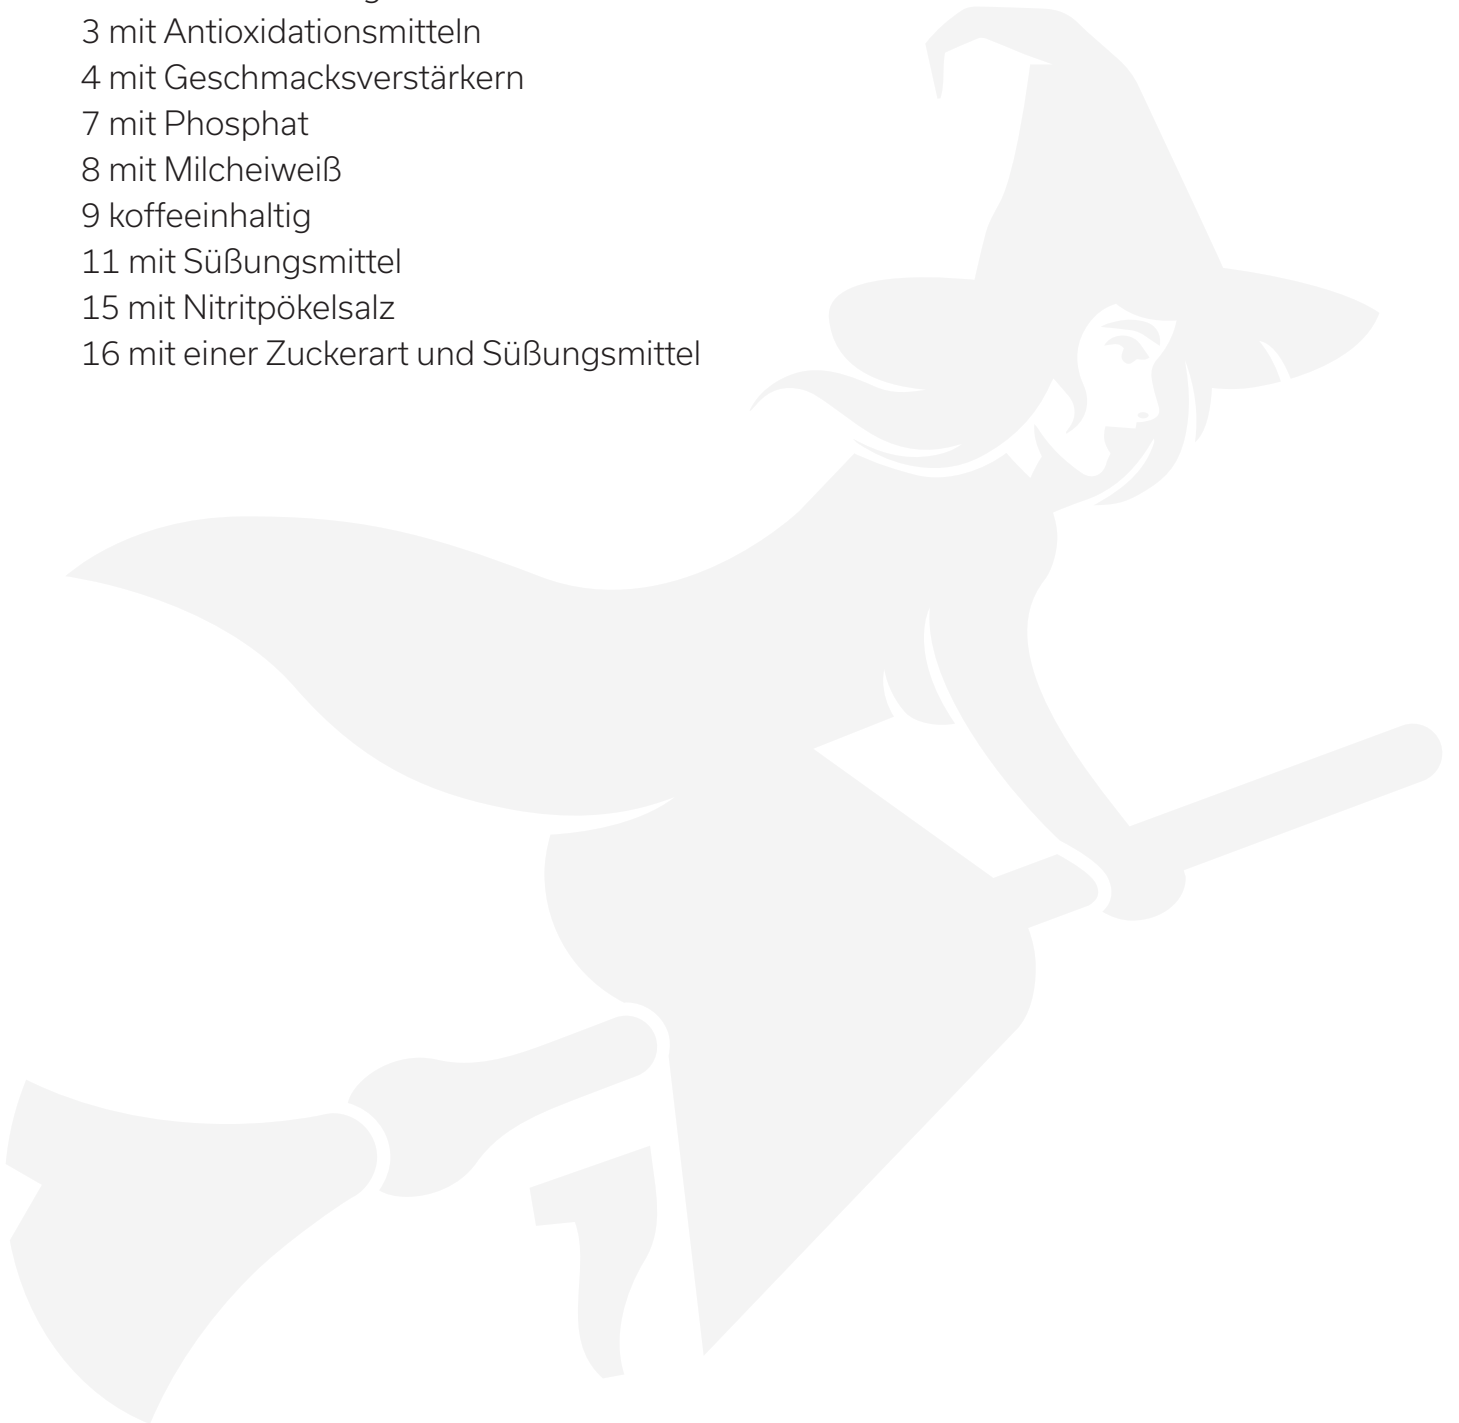 3 mit Antioxidationsmitteln
4 mit Geschmacksverstärkern
7 mit Phosphat
8 mit Milcheiweiß
9 koffeeinhaltig
11 mit Süßungsmittel
15 mit Nitritpökelsalz
16 mit einer Zuckerart und Süßungsmittel